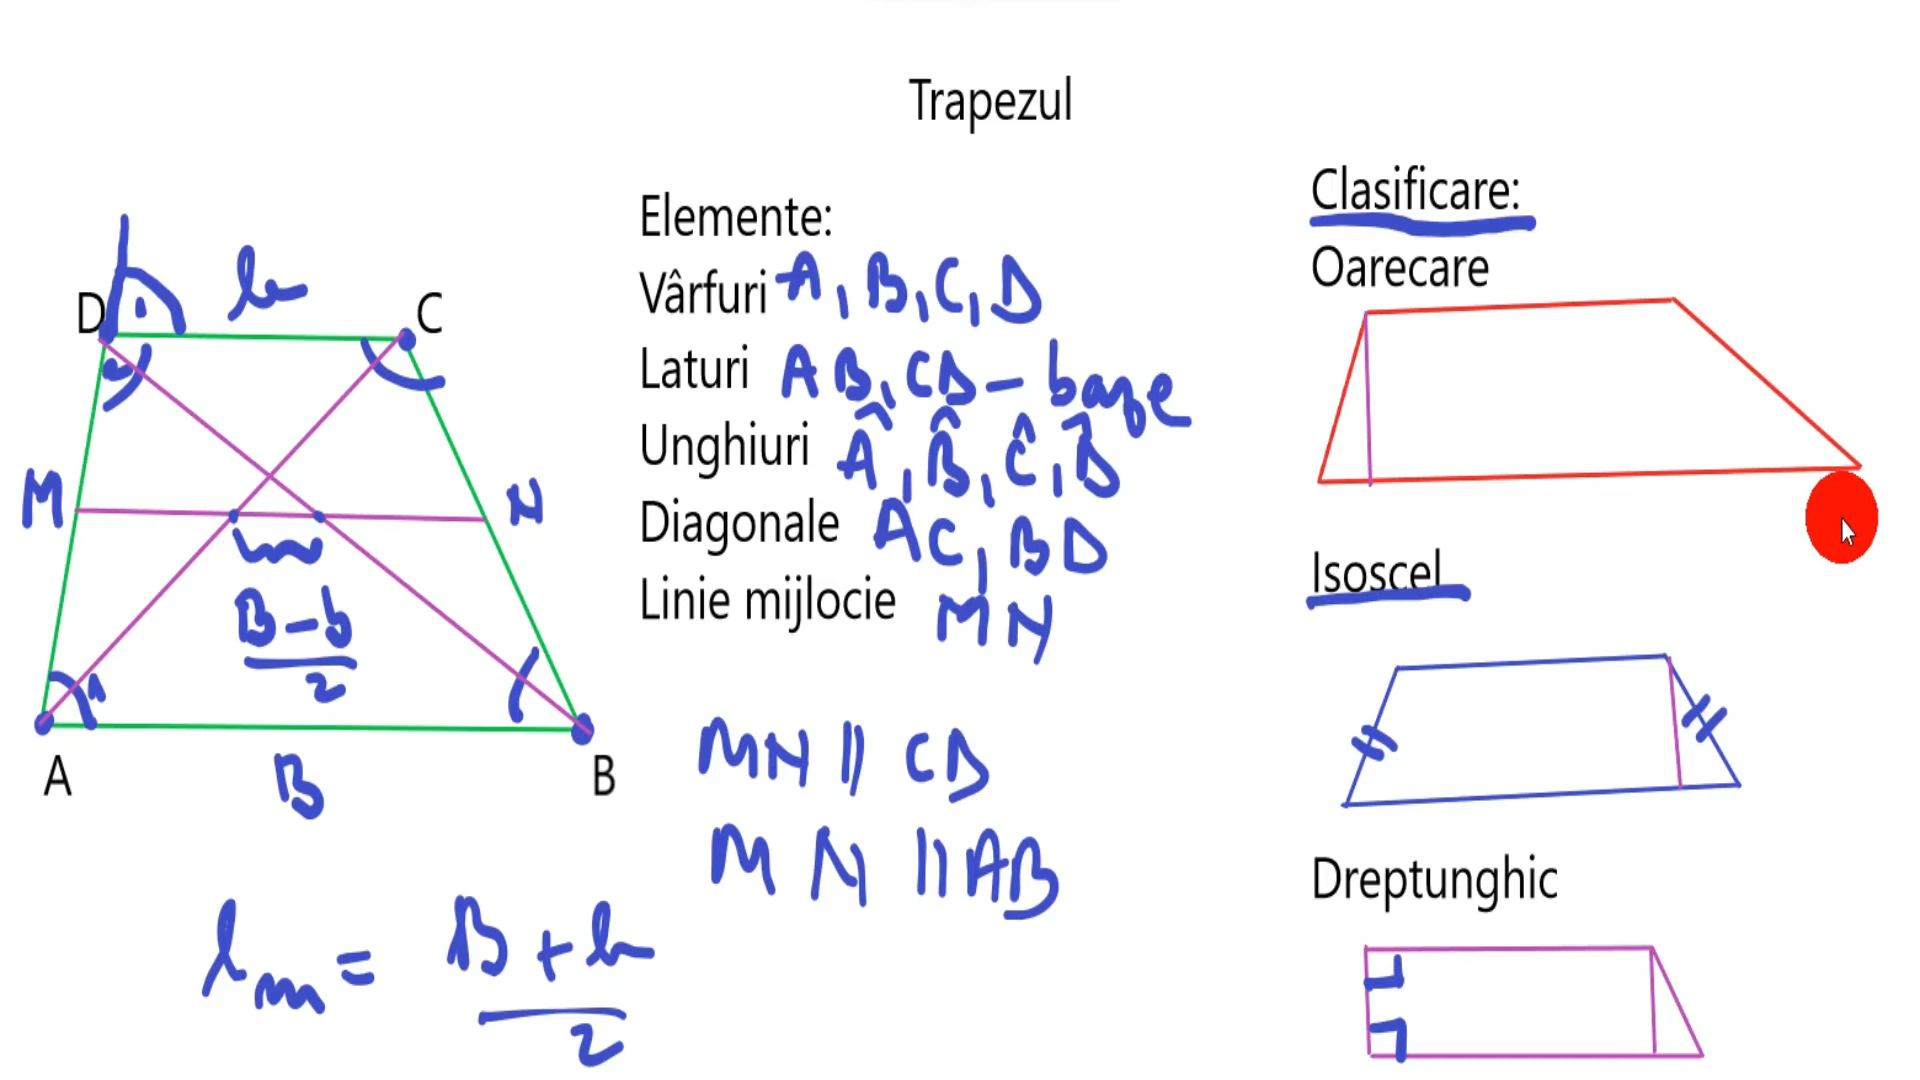 Trapezul
D b C
M N
B-b
2
A B B
lm = B+b
2
Elemente:
Vârfuri A, B, C, D
Laturi AB, CD - baze
Unghiuri Â, B̂, Ĉ, D̂
Diagonale AC, BD
Linie mijlocie MN
MN || CD
MN || AB
Clasificare:
Oarecare
Isoscel
Dreptunghic